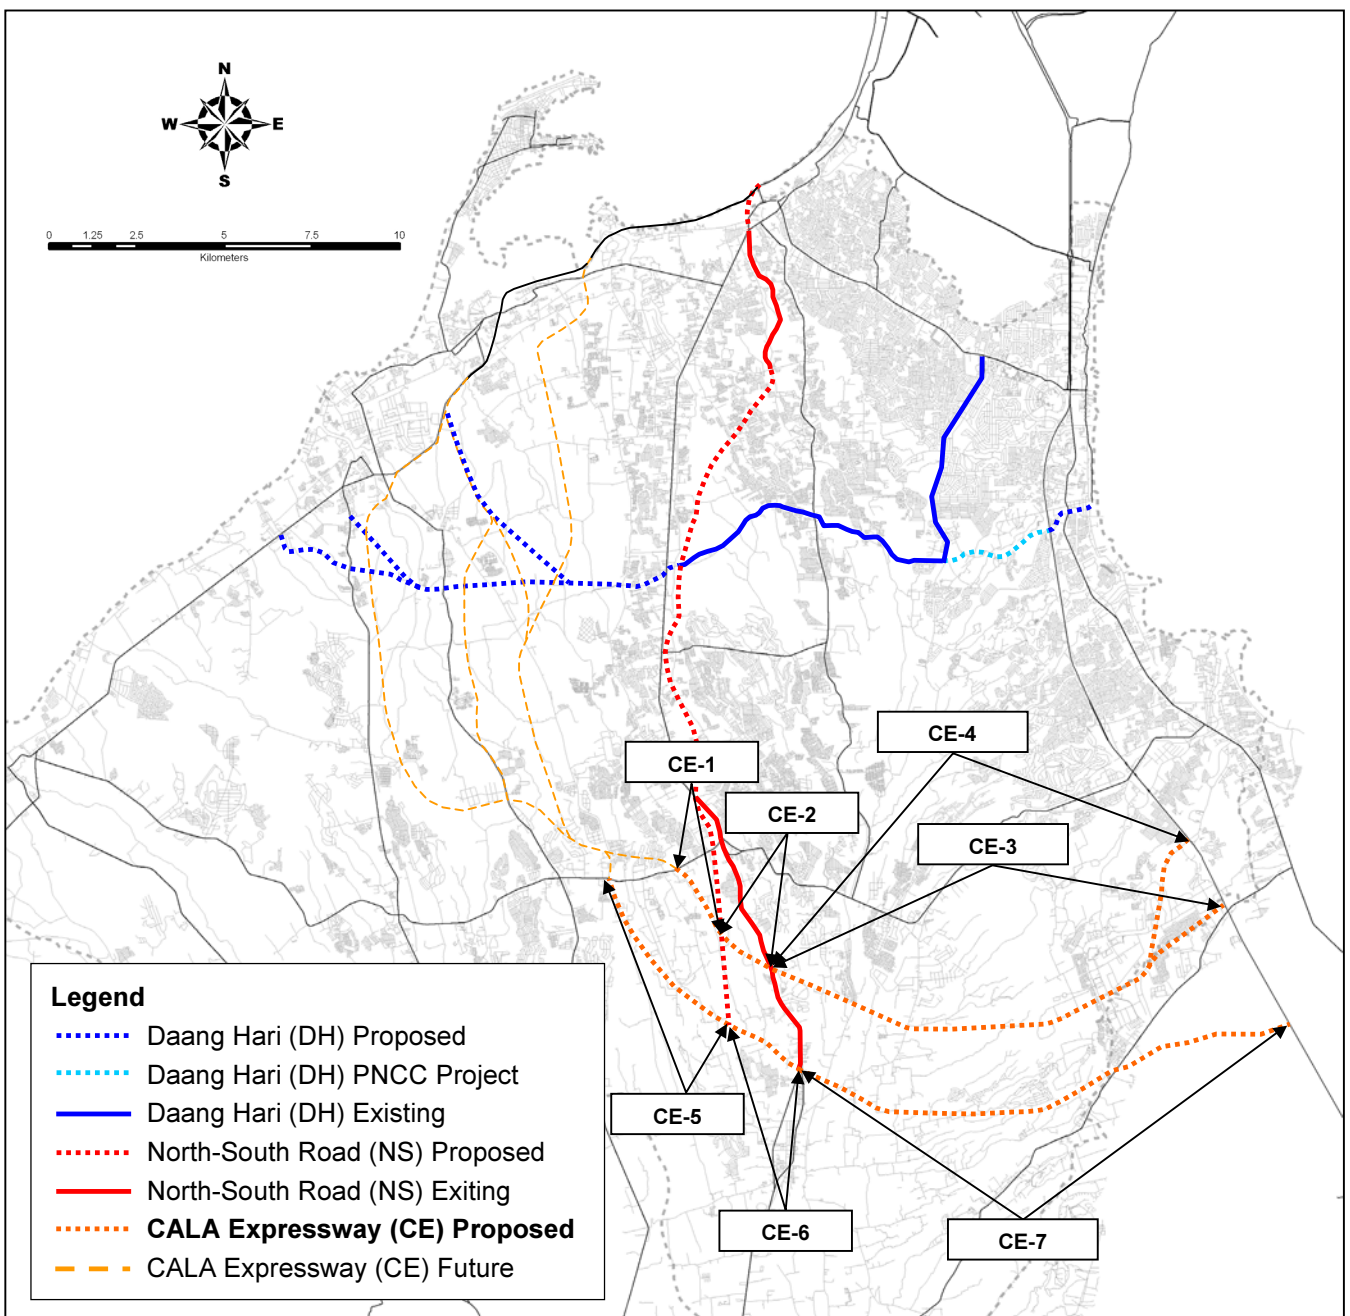 N
W E
S
0 1.25 2.5 5 7.5 10
Kilometers
CE-4
CE-1
CE-2
CE-3
CE-5
CE-6
CE-7
Legend
Daang Hari (DH) Proposed
Daang Hari (DH) PNCC Project
Daang Hari (DH) Existing
North-South Road (NS) Proposed
North-South Road (NS) Exiting
CALA Expressway (CE) Proposed
CALA Expressway (CE) Future